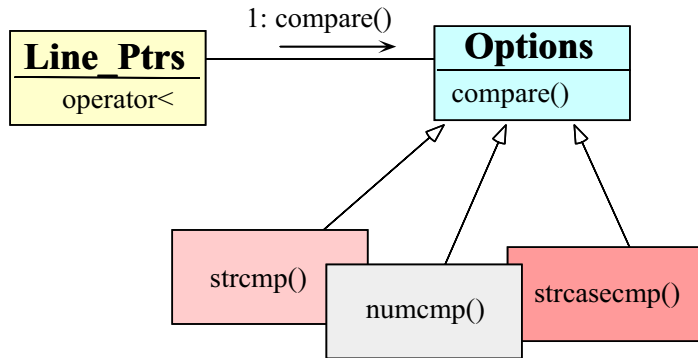 1: compare()
Line_Ptrs
operator<
Options
compare()
strcmp()
numcmp()
strcasecmp()